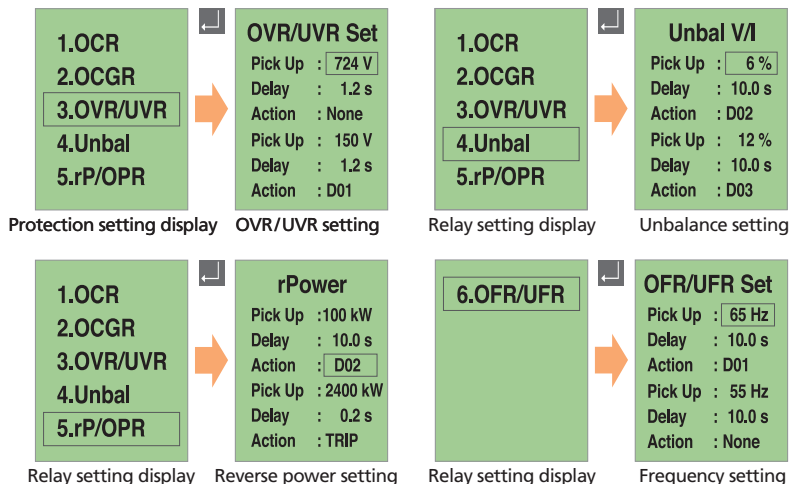 1.OCR
2.OCGR
3.OVR/UVR
4.Unbal
5.rP/OPR
Protection setting display
OVR/UVR Set
Pick Up : 724 V
Delay : 1.2 s
Action : None
Pick Up : 150 V
Delay : 1.2 s
Action : D01
OVR/UVR setting
1.OCR
2.OCGR
3.OVR/UVR
4.Unbal
5.rP/OPR
Relay setting display
Unbal V/I
Pick Up : 6 %
Delay : 10.0 s
Action : D02
Pick Up : 12 %
Delay : 10.0 s
Action : D03
Unbalance setting
1.OCR
2.OCGR
3.OVR/UVR
4.Unbal
5.rP/OPR
Relay setting display
rPower
Pick Up :100 kW
Delay : 10.0 s
Action : D02
Pick Up : 2400 kW
Delay : 0.2 s
Action : TRIP
Reverse power setting
6.OFR/UFR
Relay setting display
OFR/UFR Set
Pick Up : 65 Hz
Delay : 10.0 s
Action : D01
Pick Up : 55 Hz
Delay : 10.0 s
Action : None
Frequency setting